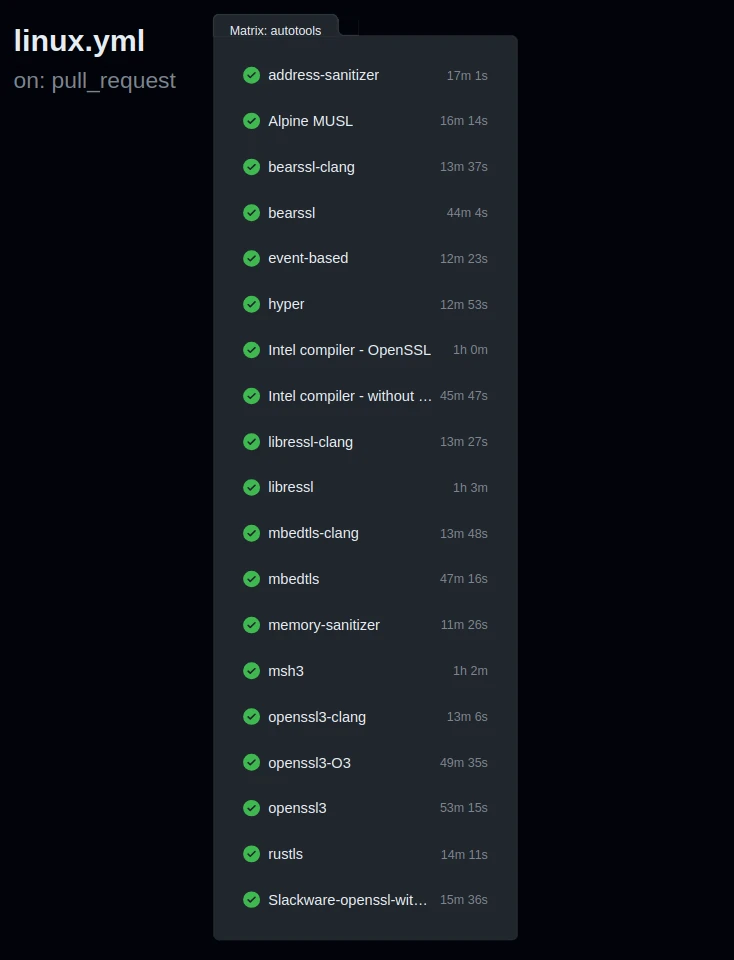 linux.yml
on: pull_request
Matrix: autotools
address-sanitizer 17m 1s
Alpine MUSL 16m 14s
bearssl-clang 13m 37s
bearssl 44m 4s
event-based 12m 23s
hyper 12m 53s
Intel compiler - OpenSSL 1h 0m
Intel compiler - without … 45m 47s
libressl-clang 13m 27s
libressl 1h 3m
mbedtls-clang 13m 48s
mbedtls 47m 16s
memory-sanitizer 11m 26s
msh3 1h 2m
openssl3-clang 13m 6s
openssl3-O3 49m 35s
openssl3 53m 15s
rustls 14m 11s
Slackware-openssl-wit… 15m 36s